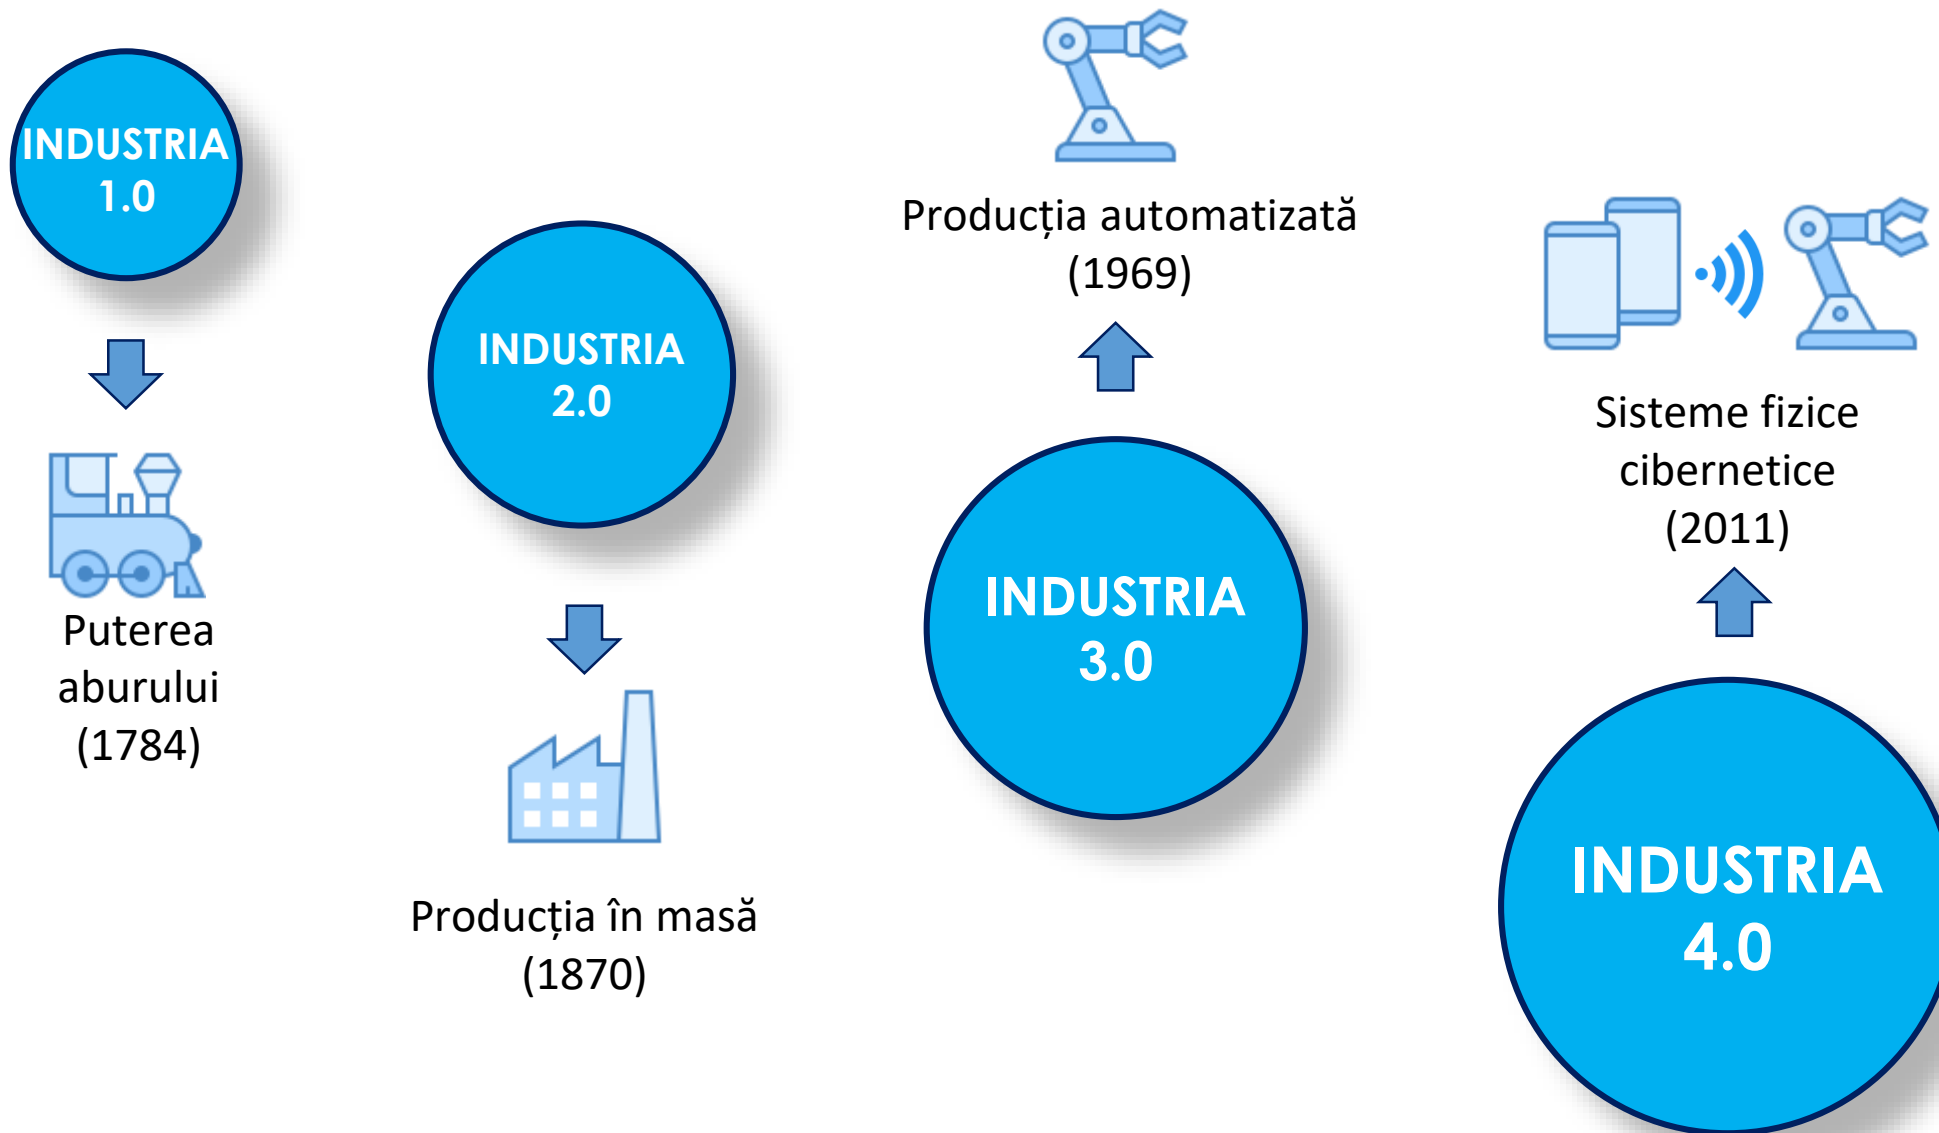 INDUSTRIA
1.0
Puterea
aburului
(1784)
INDUSTRIA
2.0
Producția în masă
(1870)
Producția automatizată
(1969)
INDUSTRIA
3.0
Sisteme fizice
cibernetice
(2011)
INDUSTRIA
4.0